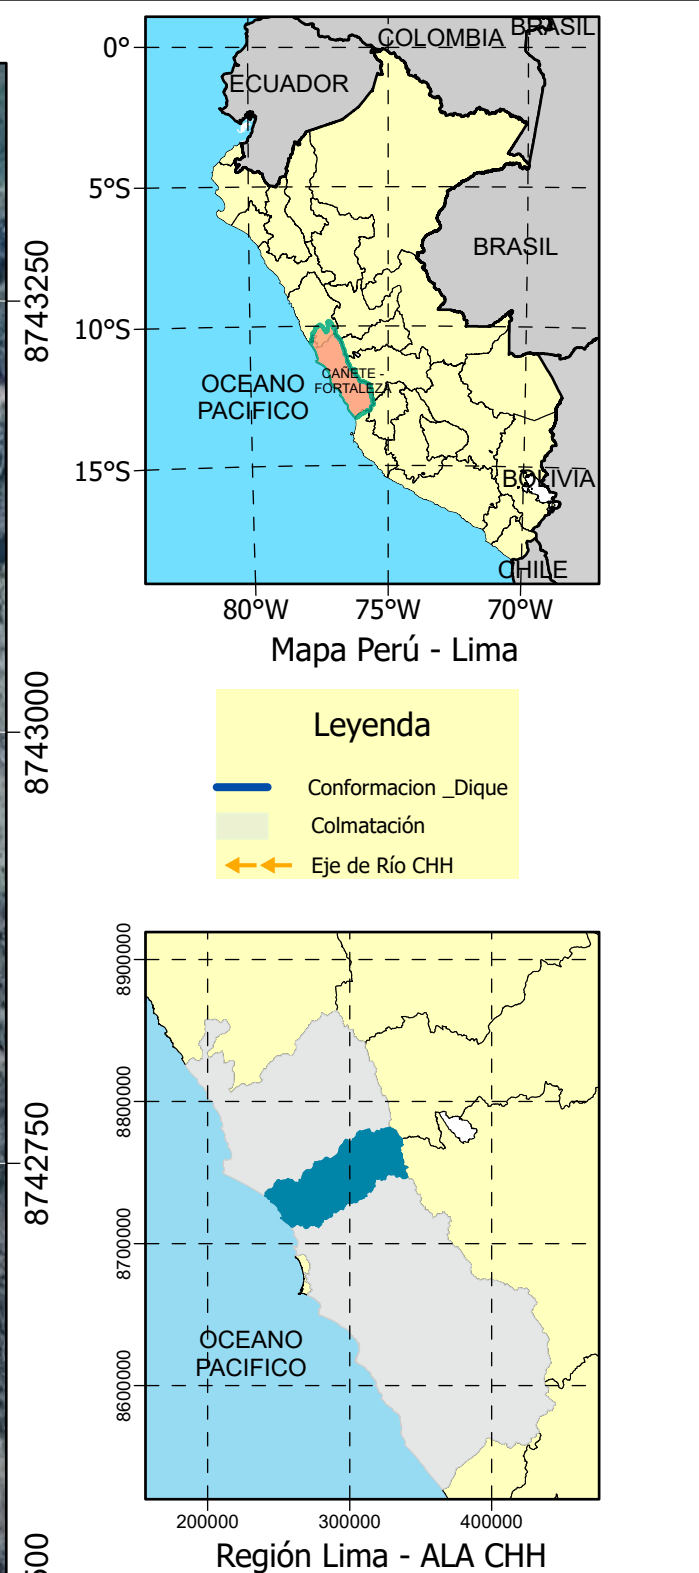 0°
5°S
10°S
15°S
COLOMBIA
BRASIL
ECUADOR
BRASIL
CAÑETE -
FORTALEZA
OCEANO
PACIFICO
BOLIVIA
CHILE
80°W 75°W 70°W
Mapa Perú - Lima
8743250
8743000
8742750
Leyenda
Conformacion _Dique
Colmatación
Eje de Río CHH
8900000
8800000
8700000
8600000
OCEANO
PACIFICO
200000 300000 400000
Región Lima - ALA CHH